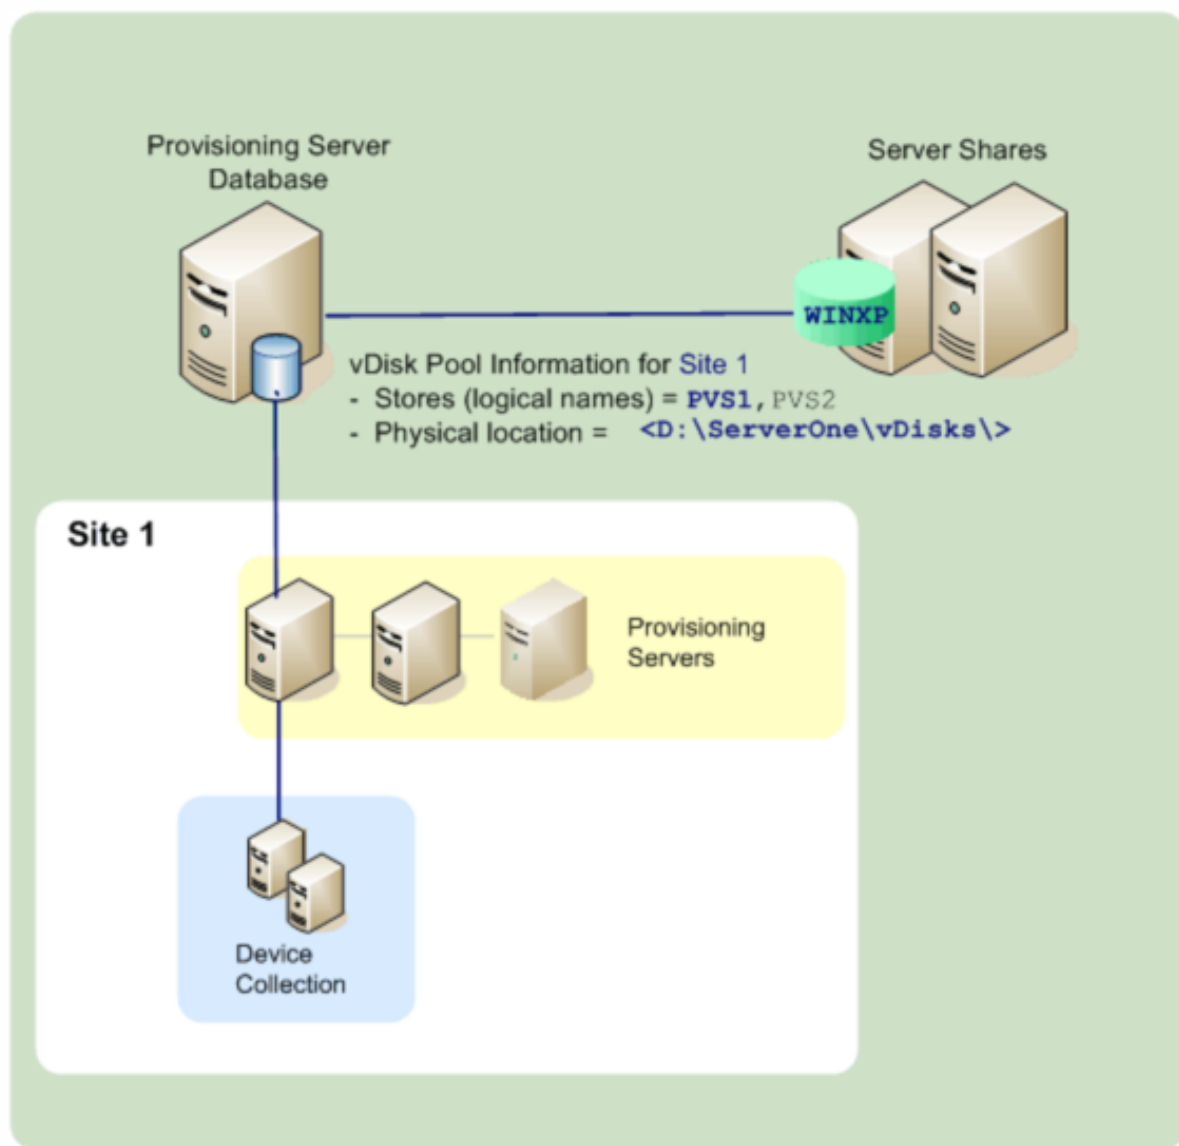 Provisioning Server
Database
Server Shares
WINXP
vDisk Pool Information for Site 1
- Stores (logical names) = PVS1, PVS2
- Physical location = <D:\ServerOne\vDisks\>
Site 1
Provisioning
Servers
Device
Collection